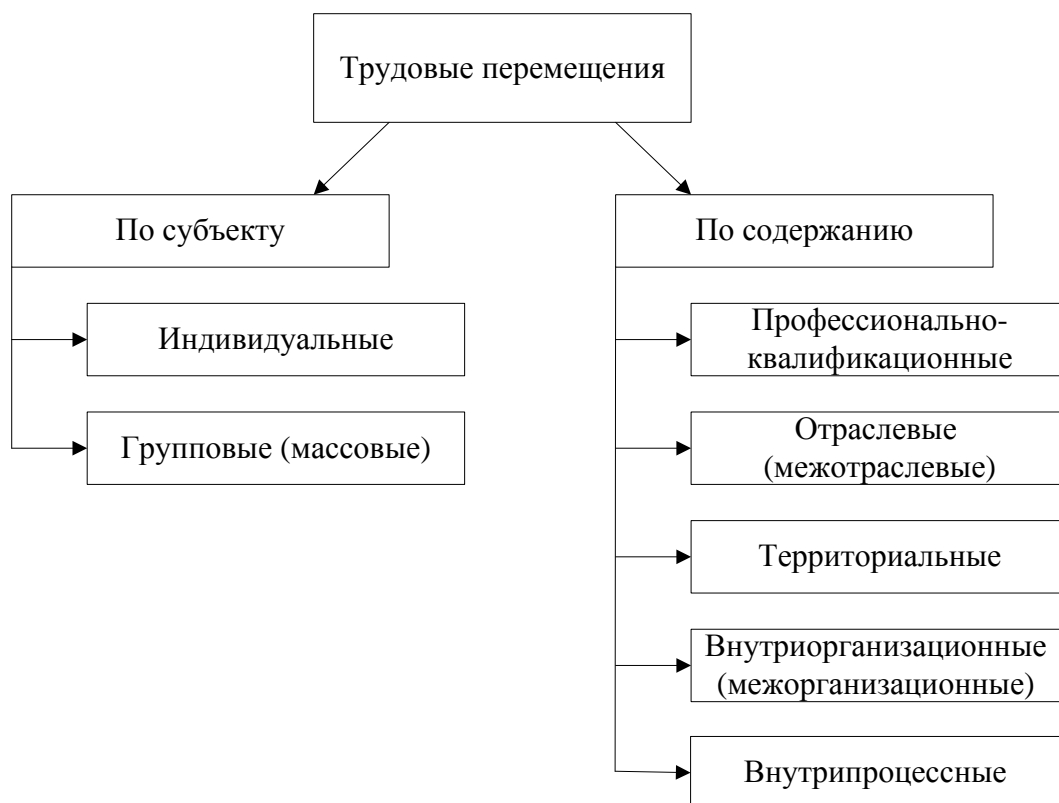 Трудовые перемещения
По субъекту
Индивидуальные
Групповые (массовые)
По содержанию
Профессионально-
квалификационные
Отраслевые
(межотраслевые)
Территориальные
Внутриорганизационные
(межорганизационные)
Внутрипроцессные